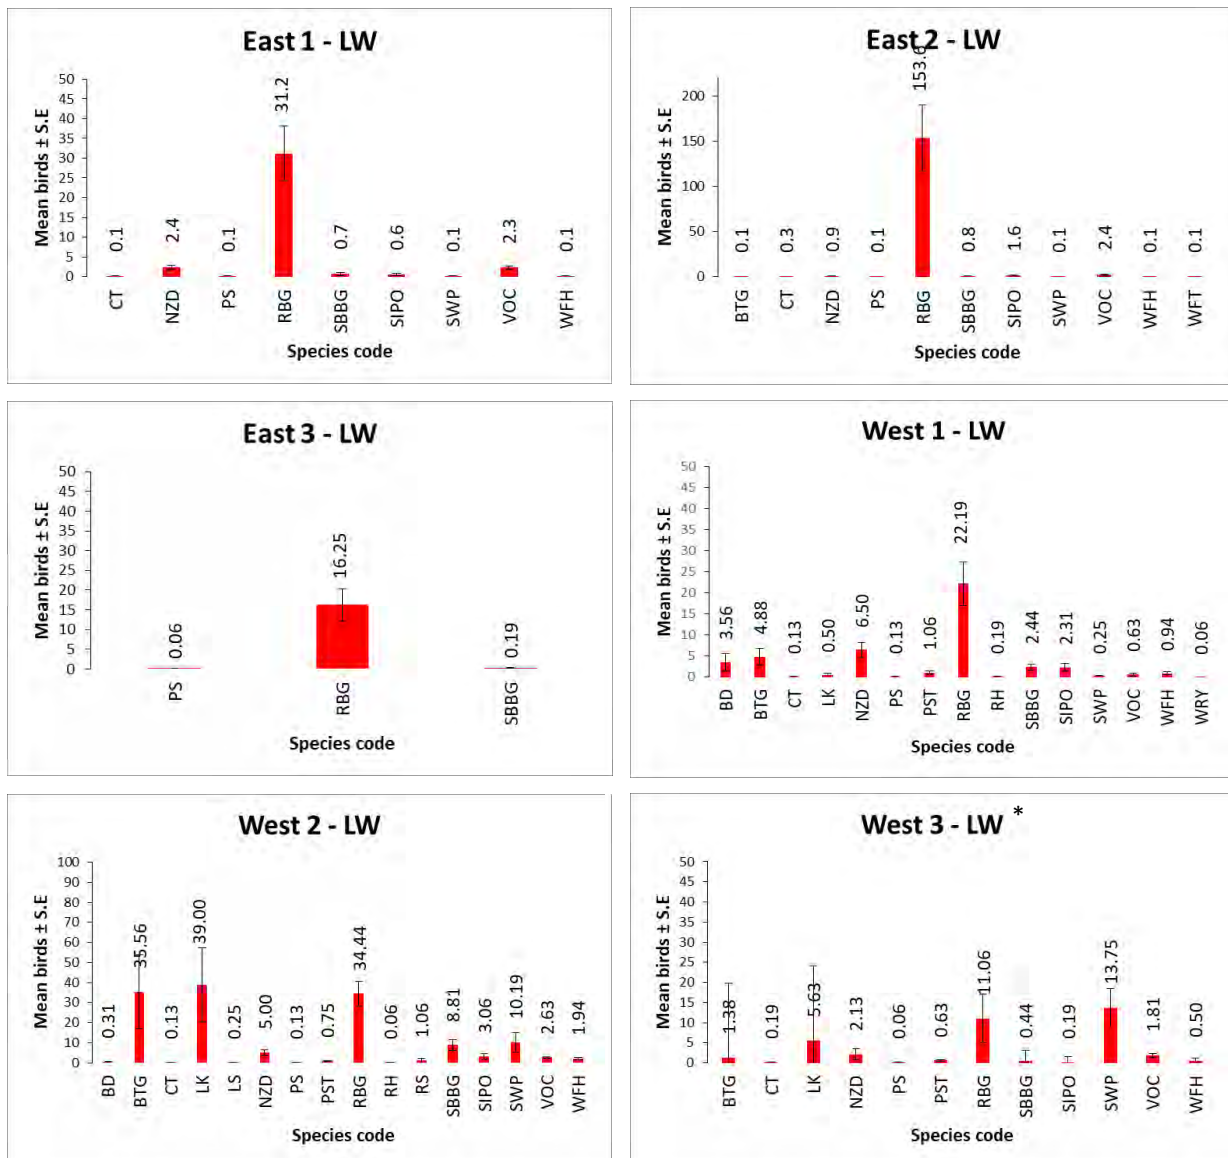 East 1 - LW
Mean birds ± S.E
50
45
40
35
30
25
20
15
10
5
0
0.1
2.4
0.1
31.2
0.7
0.6
0.1
2.3
0.1
CT
NZD
PS
RBG
SBBG
SIPO
SWP
VOC
WFH
Species code
East 2 - LW
Mean birds ± S.E
200
150
100
50
0
0.1
0.3
0.9
0.1
153.6
0.8
1.6
0.1
2.4
0.1
0.1
BTG
CT
NZD
PS
RBG
SBBG
SIPO
SWP
VOC
WFH
WFT
Species code
East 3 - LW
Mean birds ± S.E
50
45
40
35
30
25
20
15
10
5
0
0.06
16.25
0.19
PS
RBG
SBBG
Species code
West 1 - LW
Mean birds ± S.E
50
45
40
35
30
25
20
15
10
5
0
3.56
4.88
0.13
0.50
6.50
0.13
1.06
22.19
0.19
2.44
2.31
0.25
0.63
0.94
0.06
BD
BTG
CT
LK
NZD
PS
PST
RBG
RH
SBBG
SIPO
SWP
VOC
WFH
WRY
Species code
West 2 - LW
Mean birds ± S.E
100
90
80
70
60
50
40
30
20
10
0
0.31
35.56
0.13
39.00
0.25
5.00
0.13
0.75
34.44
0.06
1.06
8.81
3.06
10.19
2.63
1.94
BD
BTG
CT
LK
LS
NZD
PS
PST
RBG
RH
RS
SBBG
SIPO
SWP
VOC
WFH
Species code
West 3 - LW *
Mean birds ± S.E
50
45
40
35
30
25
20
15
10
5
0
1.38
0.19
5.63
2.13
0.06
0.63
11.06
0.44
0.19
13.75
1.81
0.50
BTG
CT
LK
NZD
PS
PST
RBG
SBBG
SIPO
SWP
VOC
WFH
Species code